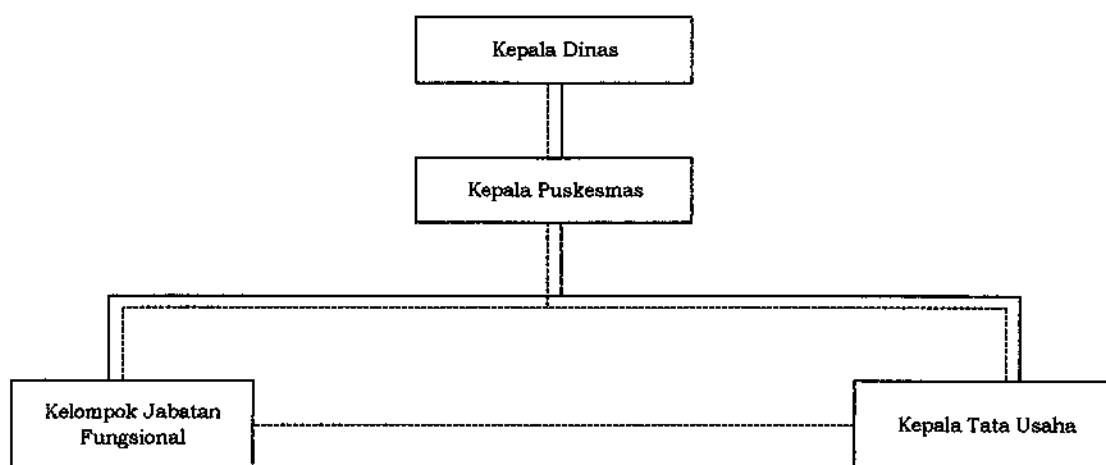 Kepala Dinas
Kepala Puskesmas
Kelompok Jabatan
Fungsional
Kepala Tata Usaha